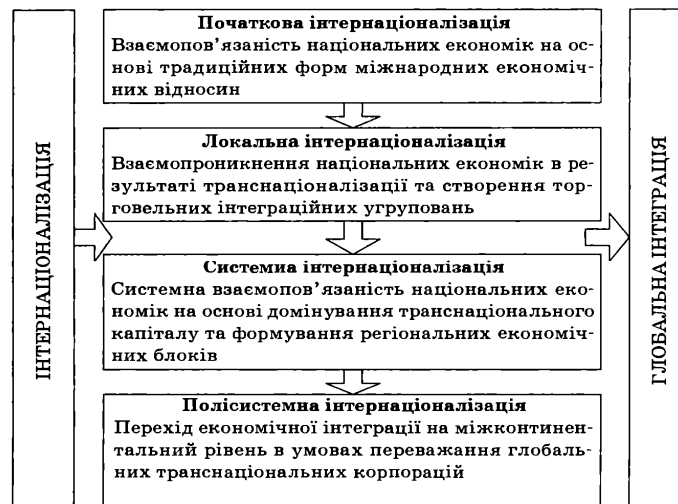 ІНТЕРНАЦІОНАЛІЗАЦІЯ
Початкова інтернаціоналізація
Взаємопов’язаність національних економік на ос-
нові традиційних форм міжнародних економіч-
них відносин
Локальна інтернаціоналізація
Взаємопроникнення національних економік в ре-
зультаті транснаціоналізації та створення тор-
говельних інтеграційних угруповань
Системиа інтернаціоналізація
Системна взаємопов’язаність національних еко-
номік на основі домінування транснаціонального
капіталу та формування регіональних економіч-
них блоків
Полісистемна інтернаціоналізація
Перехід економічної інтеграції на міжконтинен-
тальний рівень в умовах переважання глобаль-
них транснаціональних корпорацій
ГЛОБАЛЬНА ІНТЕГРАЦІЯ